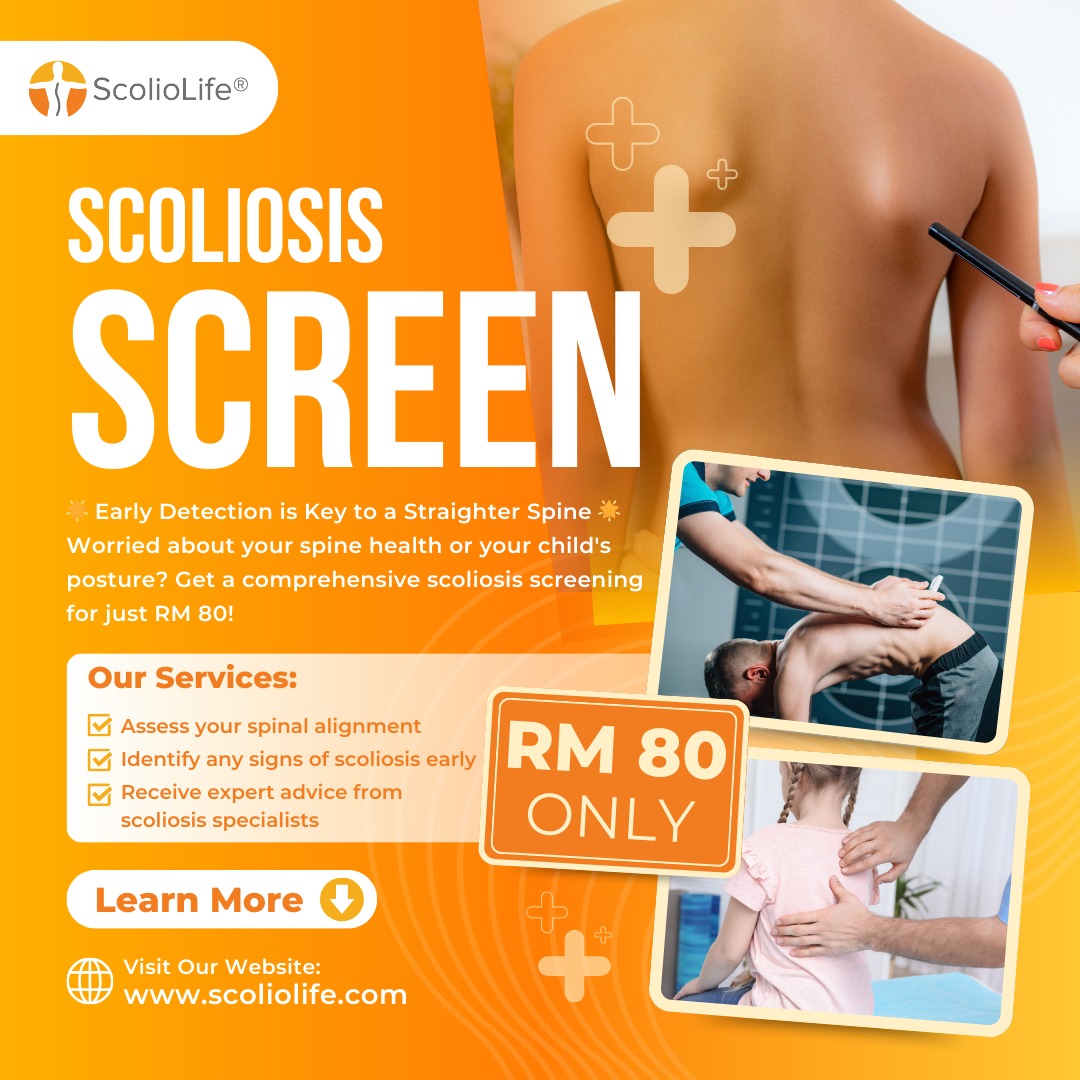 ScolioLife®
SCOLIOSIS
SCREEN
🌟 Early Detection is Key to a Straighter Spine 🌟
Worried about your spine health or your child's
posture? Get a comprehensive scoliosis screening
for just RM 80!
Our Services:
Assess your spinal alignment
Identify any signs of scoliosis early
Receive expert advice from
scoliosis specialists
RM 80
ONLY
Learn More
Visit Our Website:
www.scoliolife.com